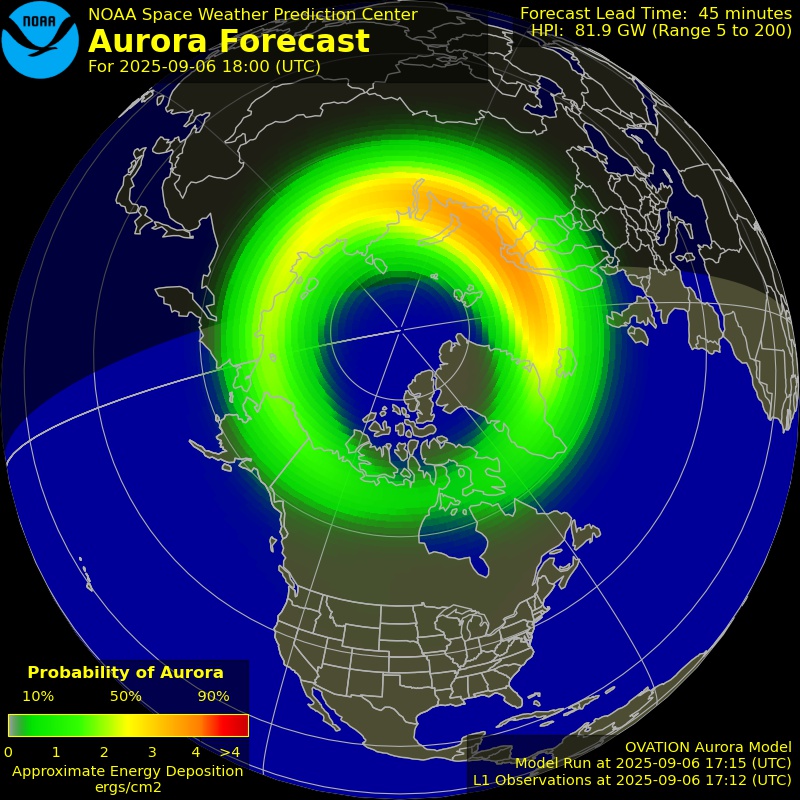 NOAA
NOAA Space Weather Prediction Center
Aurora Forecast
For 2025-09-06 18:00 (UTC)
Forecast Lead Time: 45 minutes
HPI: 81.9 GW (Range 5 to 200)
Probability of Aurora
10% 50% 90%
0 1 2 3 4 >4
Approximate Energy Deposition
ergs/cm2
OVATION Aurora Model
Model Run at 2025-09-06 17:15 (UTC)
L1 Observations at 2025-09-06 17:12 (UTC)